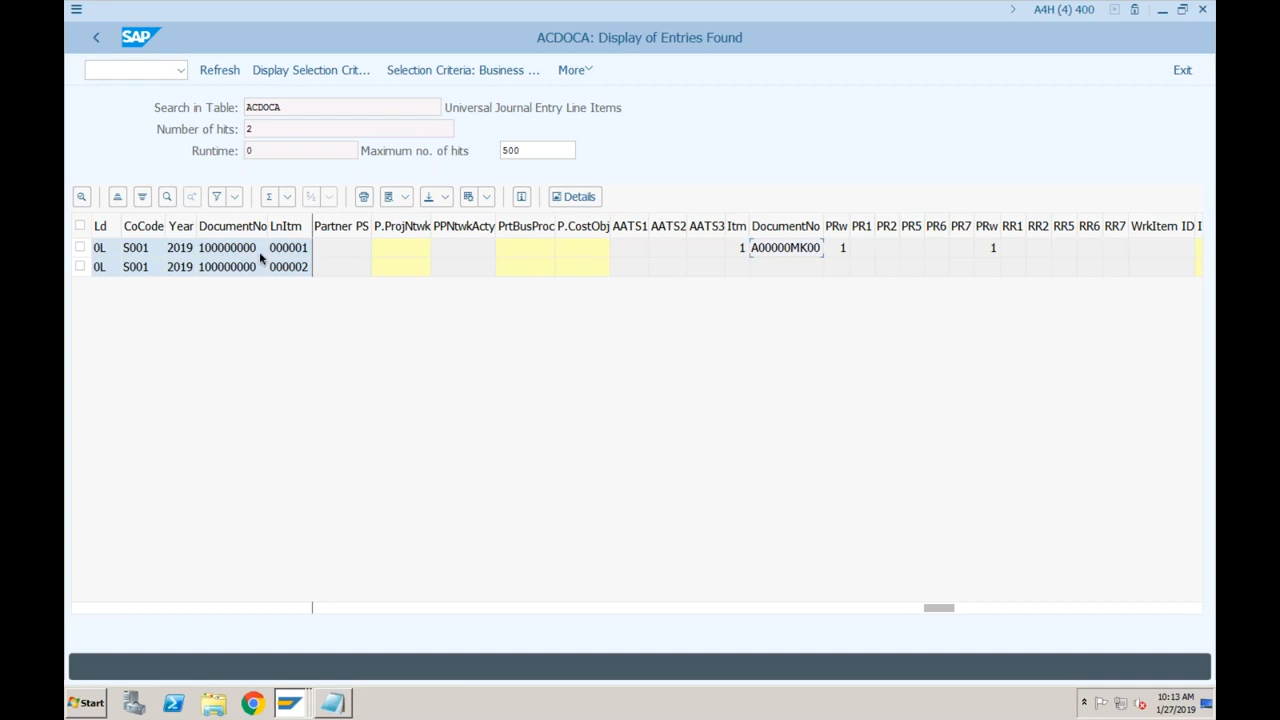 A4H (4) 400
SAP
ACDOCA: Display of Entries Found
Refresh Display Selection Crit... Selection Criteria: Business ... More Exit
Search in Table: ACDOCA Universal Journal Entry Line Items
Number of hits: 2
Runtime: 0 Maximum no. of hits 500
Σ Details
Ld CoCode Year DocumentNo LnItm Partner PS P.ProjNtwk PPNtwkActy PrtBusProc P.CostObj AATS1 AATS2 AATS3 Itm DocumentNo PRw PR1 PR2 PR5 PR6 PR7 PRw RR1 RR2 RR5 RR6 RR7 WrkItem ID
0L S001 2019 100000000 000001 1 A00000MK00 1 1
0L S001 2019 100000000 000002
Start 10:13 AM
1/27/2019